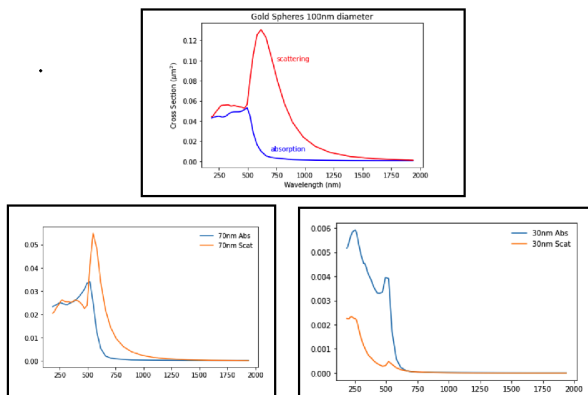 Gold Spheres 100nm diameter
0.12
0.10
0.08
0.06
0.04
0.02
0.00
Cross Section (μm²)
scattering
absorption
250 500 750 1000 1250 1500 1750 2000
Wavelength (nm)
70nm Abs
70nm Scat
0.05
0.04
0.03
0.02
0.01
0.00
250 500 750 1000 1250 1500 1750 2000
30nm Abs
30nm Scat
0.006
0.005
0.004
0.003
0.002
0.001
0.000
250 500 750 1000 1250 1500 1750 2000